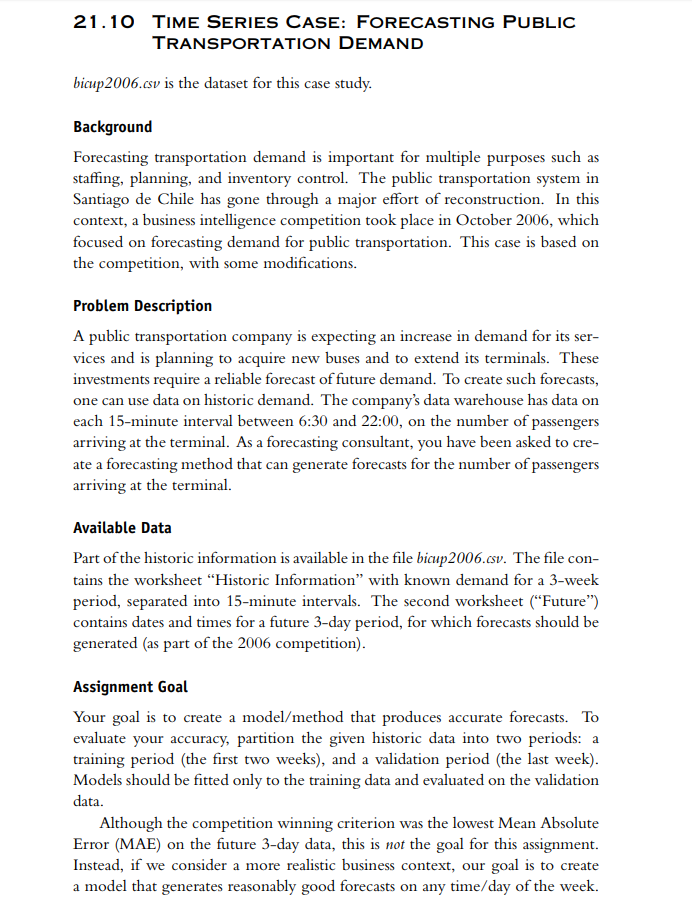 21.10 TIME SERIES CASE: FORECASTING PUBLIC
TRANSPORTATION DEMAND
bicup2006.csv is the dataset for this case study.
Background
Forecasting transportation demand is important for multiple purposes such as
staffing, planning, and inventory control. The public transportation system in
Santiago de Chile has gone through a major effort of reconstruction. In this
context, a business intelligence competition took place in October 2006, which
focused on forecasting demand for public transportation. This case is based on
the competition, with some modifications.
Problem Description
A public transportation company is expecting an increase in demand for its ser-
vices and is planning to acquire new buses and to extend its terminals. These
investments require a reliable forecast of future demand. To create such forecasts,
one can use data on historic demand. The company's data warehouse has data on
each 15-minute interval between 6:30 and 22:00, on the number of passengers
arriving at the terminal. As a forecasting consultant, you have been asked to cre-
ate a forecasting method that can generate forecasts for the number of passengers
arriving at the terminal.
Available Data
Part of the historic information is available in the file bicup2006.csv. The file con-
tains the worksheet “Historic Information” with known demand for a 3-week
period, separated into 15-minute intervals. The second worksheet (“Future”)
contains dates and times for a future 3-day period, for which forecasts should be
generated (as part of the 2006 competition).
Assignment Goal
Your goal is to create a model/method that produces accurate forecasts. To
evaluate your accuracy, partition the given historic data into two periods: a
training period (the first two weeks), and a validation period (the last week).
Models should be fitted only to the training data and evaluated on the validation
data.
Although the competition winning criterion was the lowest Mean Absolute
Error (MAE) on the future 3-day data, this is not the goal for this assignment.
Instead, if we consider a more realistic business context, our goal is to create
a model that generates reasonably good forecasts on any time/day of the week.